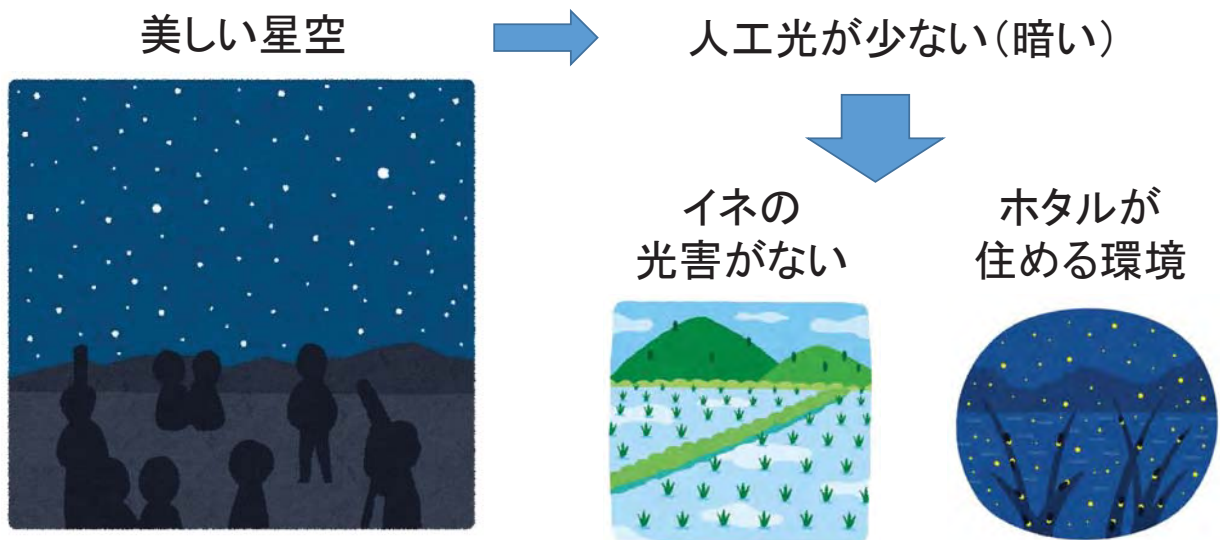 美しい星空
人工光が少ない（暗い）
イネの
光害がない
ホタルが
住める環境